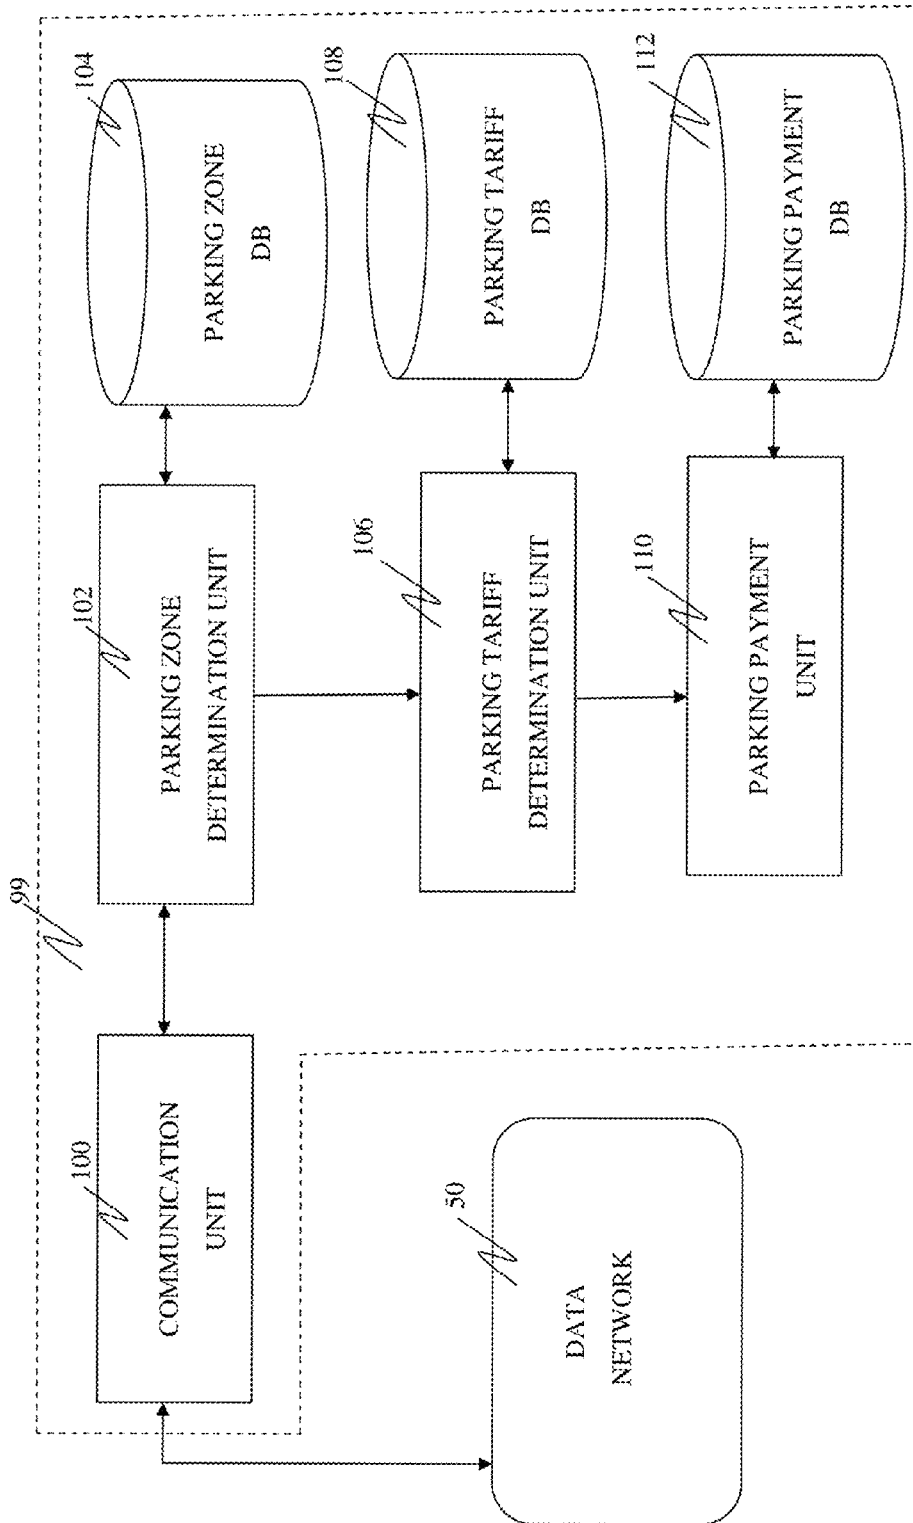 99
100
COMMUNICATION
UNIT
102
PARKING ZONE
DETERMINATION UNIT
104
PARKING ZONE
DB
106
PARKING TARIFF
DETERMINATION UNIT
108
PARKING TARIFF
DB
50
DATA
NETWORK
110
PARKING PAYMENT
UNIT
112
PARKING PAYMENT
DB